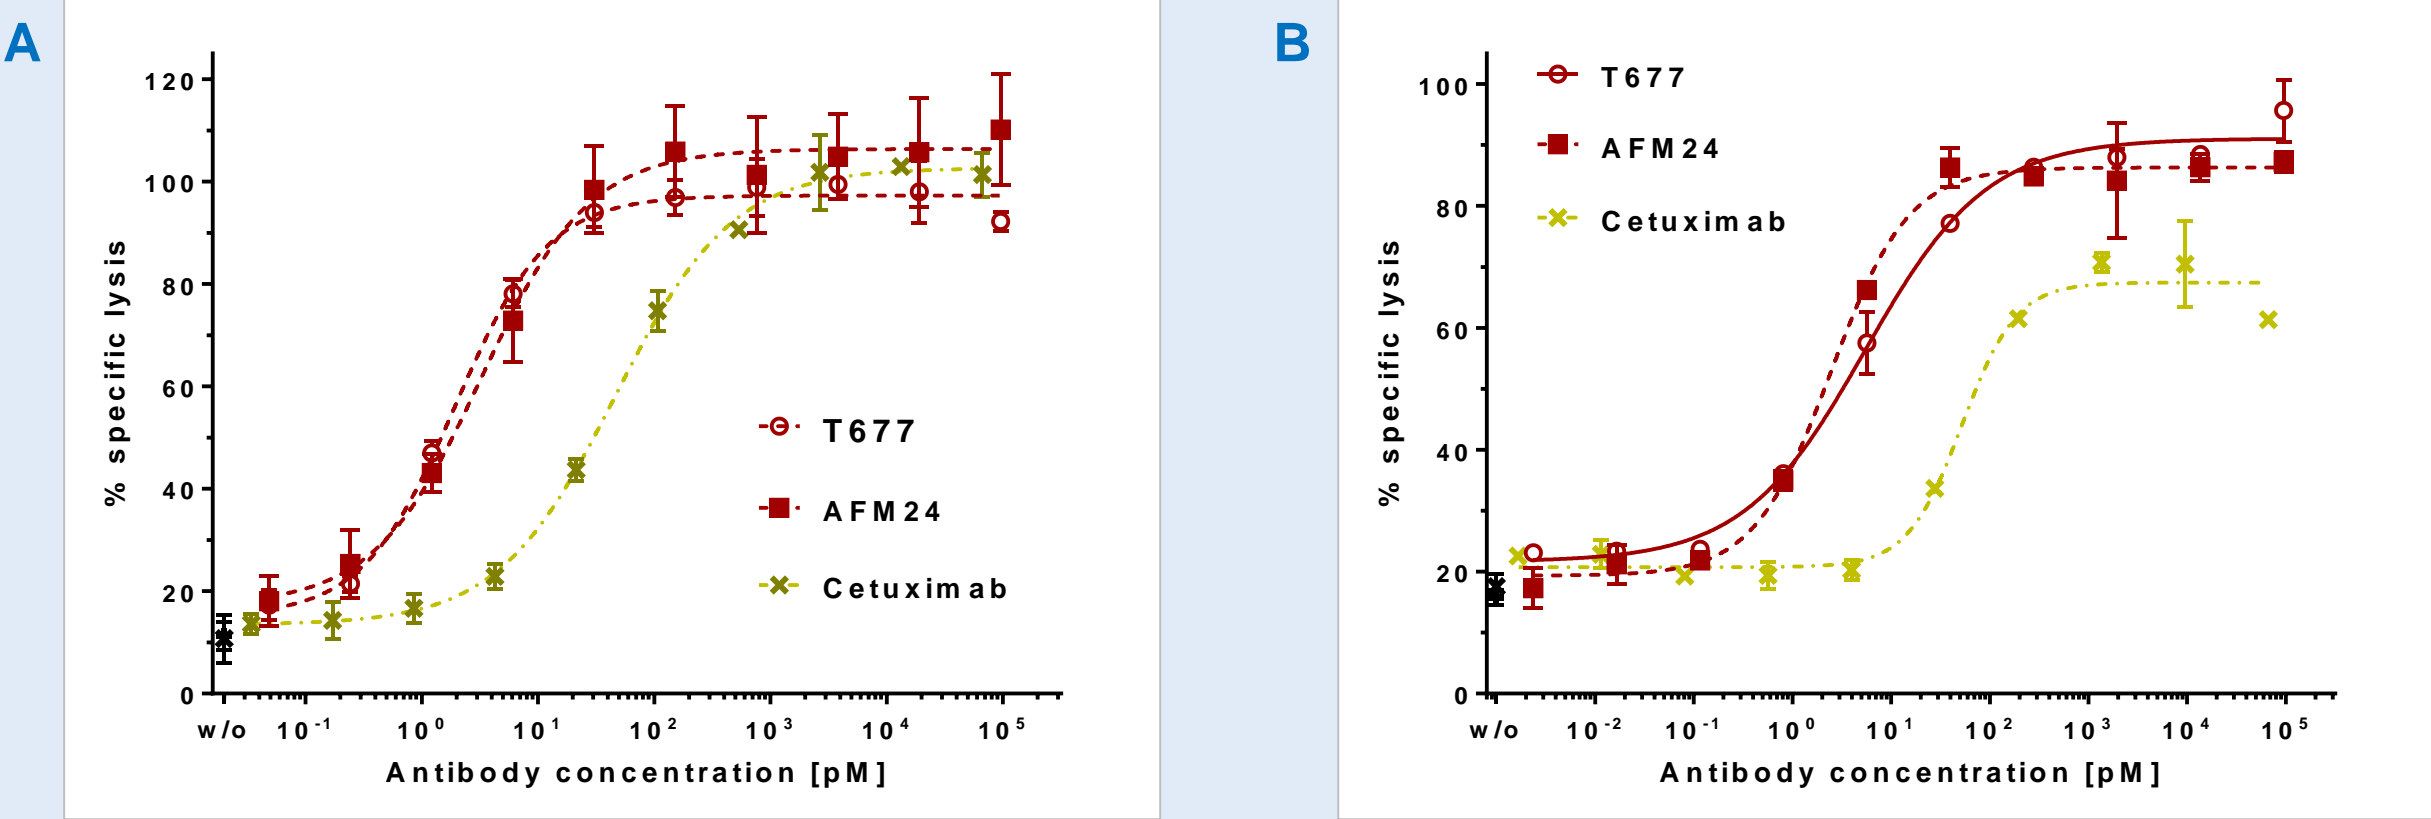 A
% specific lysis
120
100
80
60
40
20
0
T677
AFM24
Cetuximab
w/o 10⁻¹ 10⁰ 10¹ 10² 10³ 10⁴ 10⁵
Antibody concentration [pM]
B
% specific lysis
100
80
60
40
20
0
T677
AFM24
Cetuximab
w/o 10⁻² 10⁻¹ 10⁰ 10¹ 10² 10³ 10⁴ 10⁵
Antibody concentration [pM]